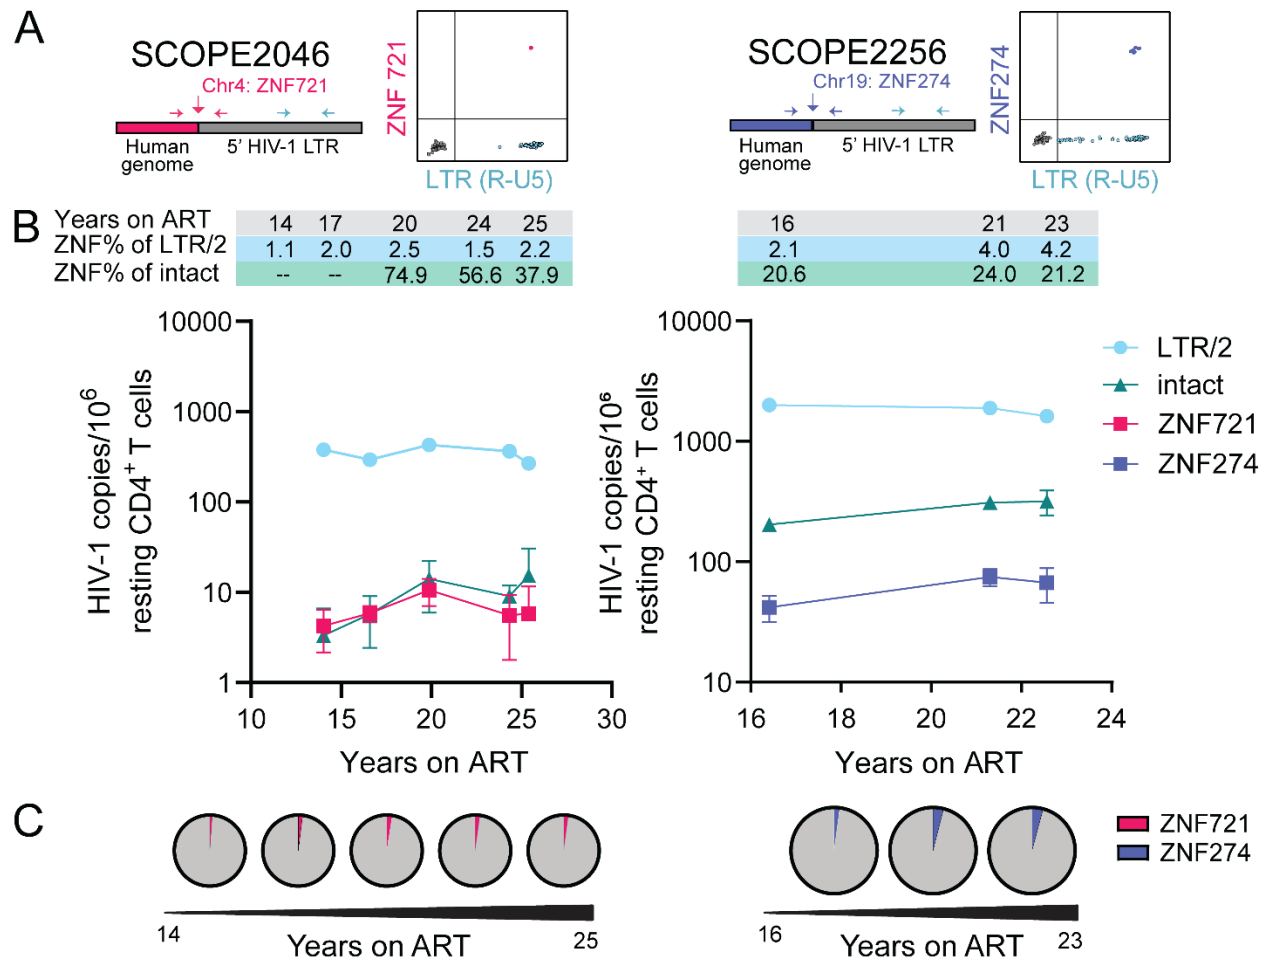 A
SCOPE2046
Chr4: ZNF721
Human genome
5' HIV-1 LTR
ZNF 721
LTR (R-U5)
SCOPE2256
Chr19: ZNF274
Human genome
5' HIV-1 LTR
ZNF274
LTR (R-U5)
B
Years on ART 14 17 20 24 25
ZNF% of LTR/2 1.1 2.0 2.5 1.5 2.2
ZNF% of intact -- -- 74.9 56.6 37.9
16 21 23
2.1 4.0 4.2
20.6 24.0 21.2
HIV-1 copies/10⁶
resting CD4⁺ T cells
10000
1000
100
10
1
10 15 20 25 30
Years on ART
HIV-1 copies/10⁶
resting CD4⁺ T cells
10000
1000
100
10
16 18 20 22 24
Years on ART
LTR/2
intact
ZNF721
ZNF274
C
14 Years on ART 25
16 Years on ART 23
ZNF721
ZNF274